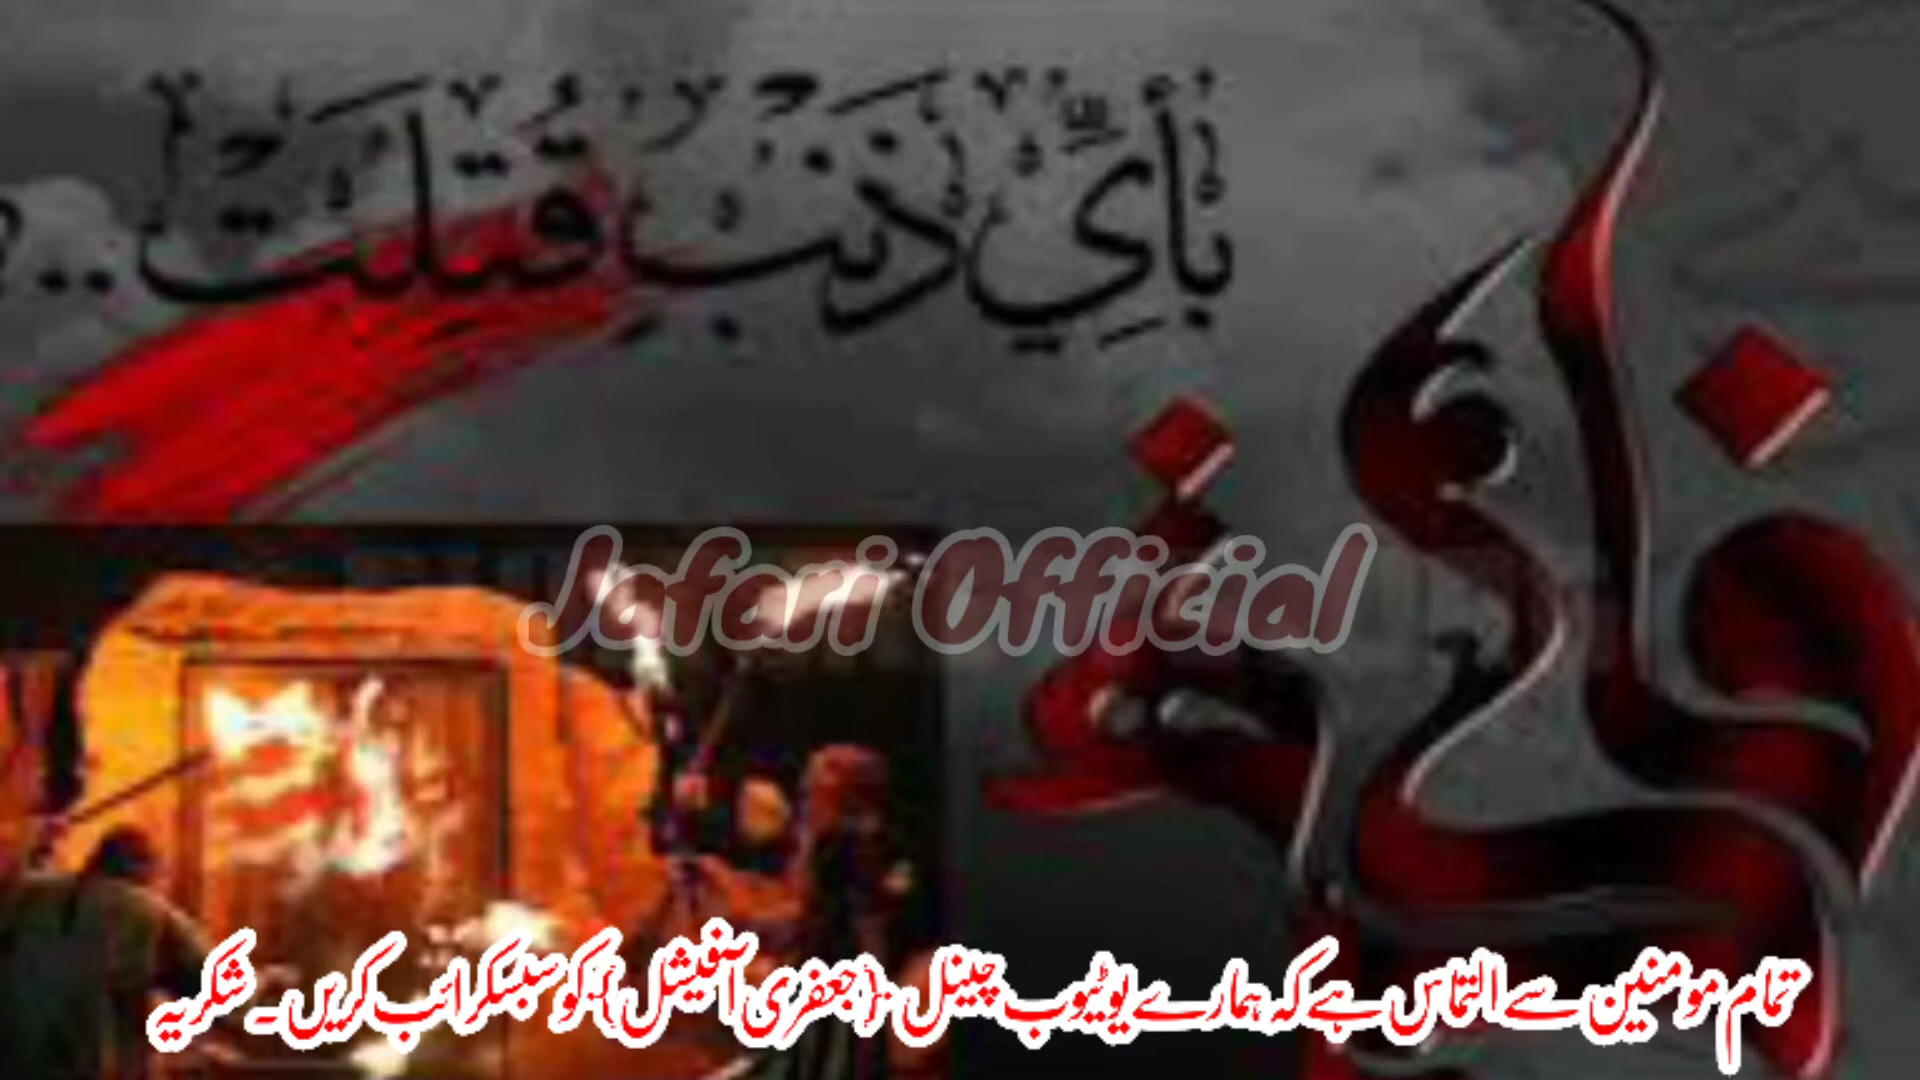 بِأَيِّ ذَنْبٍ قُتِلَتْ..؟
Jafari Official
تمام مومنین سے التماس ہے کہ ہمارے یوٹیوب چینل ۔{جعفری آفیشل}کو سبسکرائب کریں۔ شکریہ